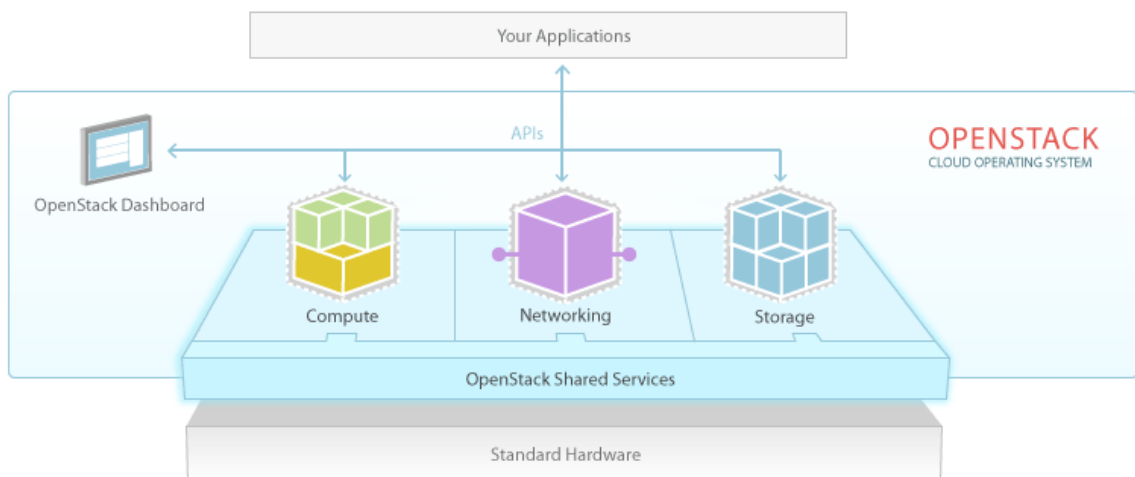 Your Applications
APIs
OPENSTACK
CLOUD OPERATING SYSTEM
OpenStack Dashboard
Compute
Networking
Storage
OpenStack Shared Services
Standard Hardware